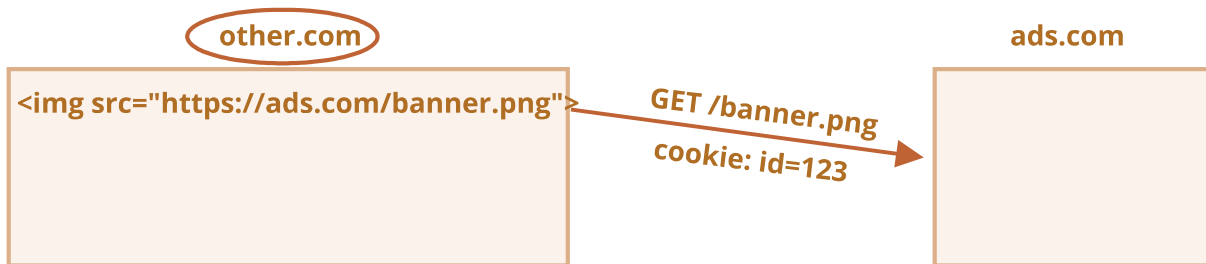 other.com
ads.com
<img src="https://ads.com/banner.png">
GET /banner.png
cookie: id=123